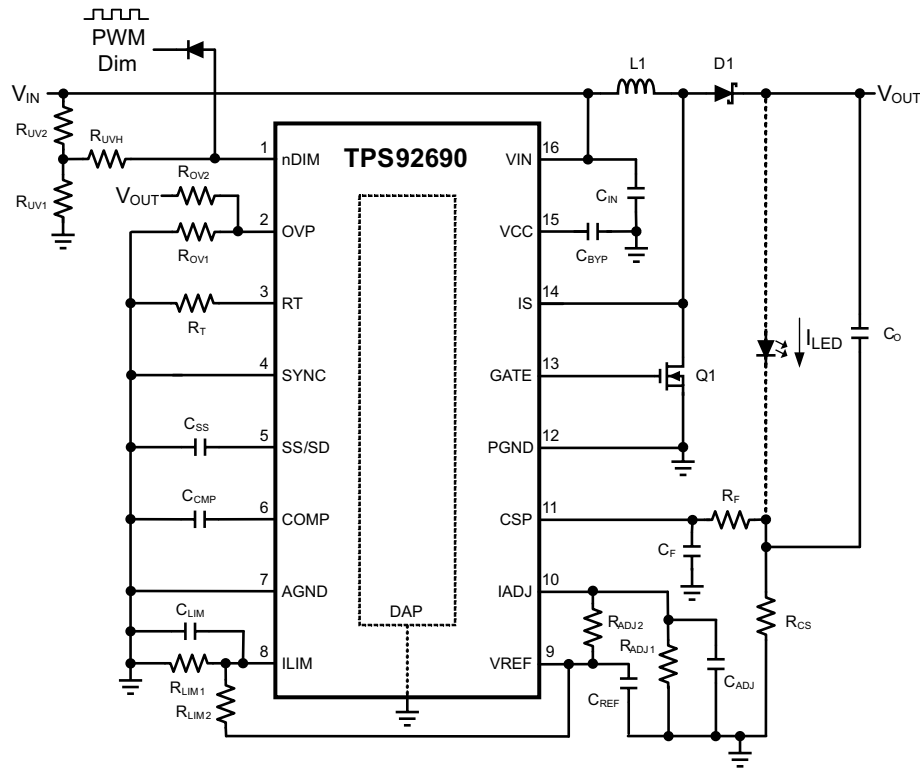 PWM
Dim
L1
D1
VIN
VOUT
RUV2
RUVH
RUV1
ROV2
VOUT
ROV1
RT
CSS
CCMP
CLIM
RLIM1
RLIM2
TPS92690
1 nDIM
2 OVP
3 RT
4 SYNC
5 SS/SD
6 COMP
7 AGND
8 ILIM
DAP
VIN 16
VCC 15
IS 14
GATE 13
PGND 12
CSP 11
IADJ 10
VREF 9
CIN
CBYP
Q1
ILED
CO
RF
CF
RADJ2
RADJ1
CREF
CADJ
RCS